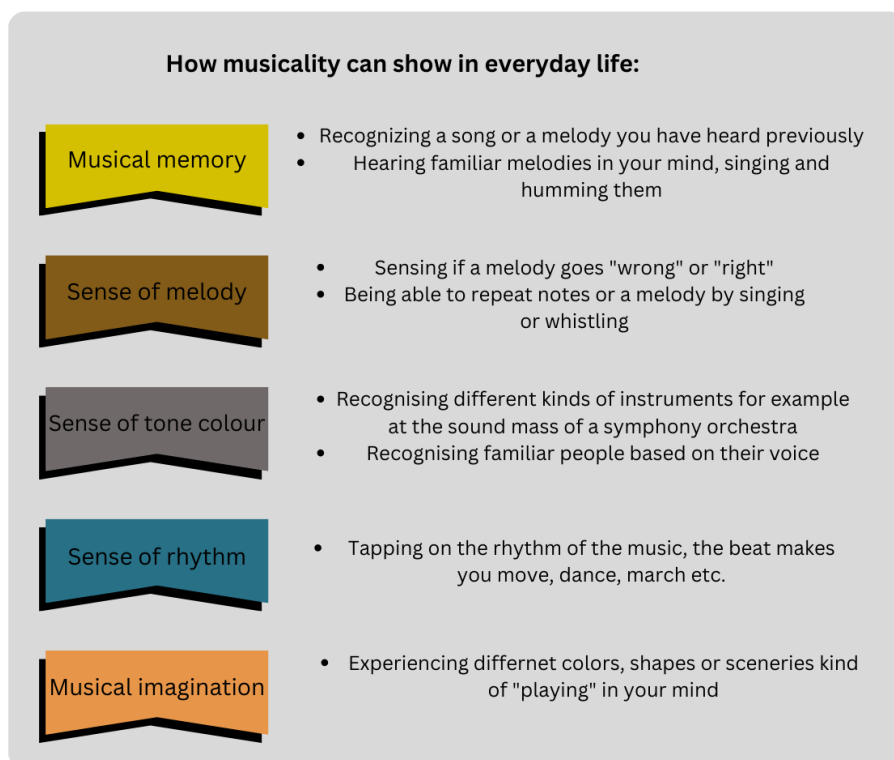 How musicality can show in everyday life:
Musical memory
• Recognizing a song or a melody you have heard previously
• Hearing familiar melodies in your mind, singing and
humming them
Sense of melody
• Sensing if a melody goes "wrong" or "right"
• Being able to repeat notes or a melody by singing
or whistling
Sense of tone colour
• Recognising different kinds of instruments for example
at the sound mass of a symphony orchestra
• Recognising familiar people based on their voice
Sense of rhythm
• Tapping on the rhythm of the music, the beat makes
you move, dance, march etc.
Musical imagination
• Experiencing differnet colors, shapes or sceneries kind
of "playing" in your mind